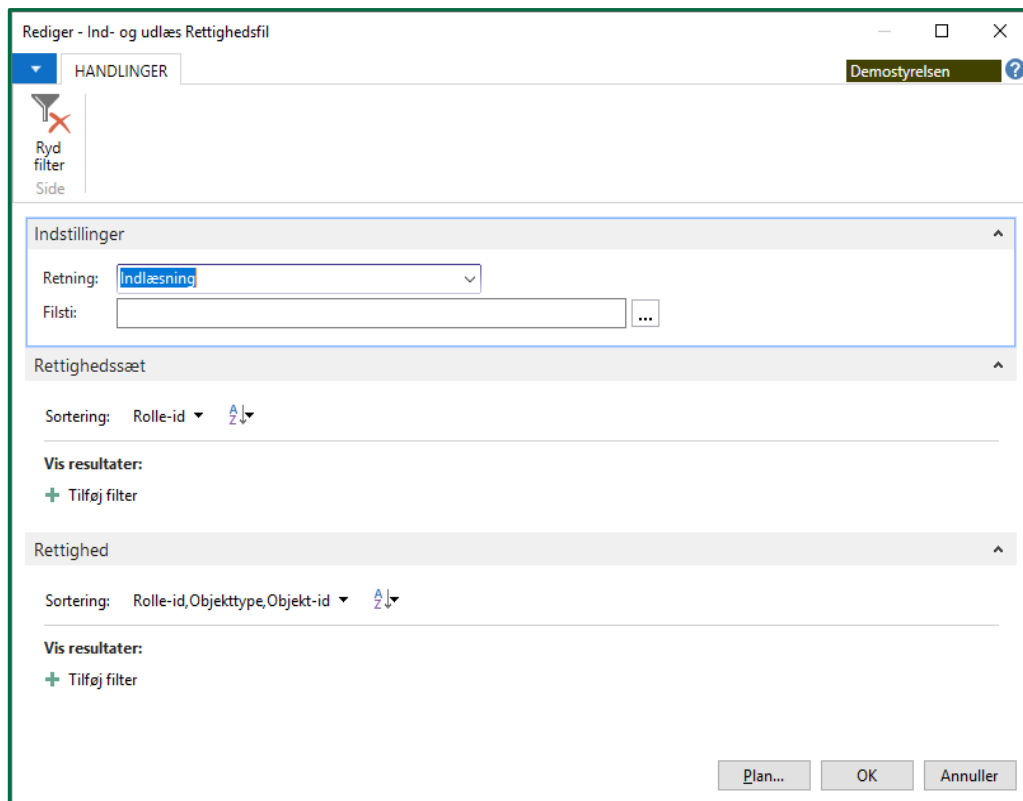 Rediger - Ind- og udlæs Rettighedsfil
HANDLINGER
Demostyrelsen
?
Ryd
filter
Side
Indstillinger
Retning: Indlæsning
Filsti:
...
Rettighedssæt
Sortering: Rolle-id
A
Z
Vis resultater:
Tilføj filter
Rettighed
Sortering: Rolle-id,Objekttype,Objekt-id
A
Z
Vis resultater:
Tilføj filter
Plan... OK Annuller